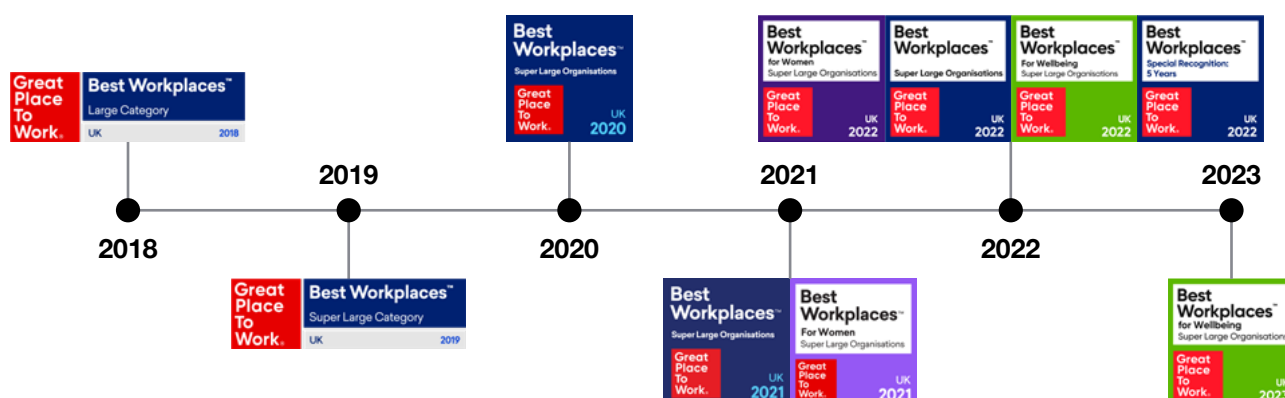 Great
Place
To
Work.
Best Workplaces™
Large Category
UK 2018
2018
2019
Great
Place
To
Work.
Best Workplaces™
Super Large Category
UK 2019
Best
Workplaces™
Super Large Organisations
Great
Place
To
Work.
UK
2020
2020
2021
Best
Workplaces™
Super Large Organisations
Great
Place
To
Work.
UK
2021
Best
Workplaces™
For Women
Super Large Organisations
Great
Place
To
Work.
UK
2021
Best
Workplaces™
for Women
Super Large Organisations
Great
Place
To
Work.
UK
2022
Best
Workplaces™
Super Large Organisations
Great
Place
To
Work.
UK
2022
Best
Workplaces™
For Wellbeing
Super Large Organisations
Great
Place
To
Work.
UK
2022
Best
Workplaces™
Special Recognition:
5 Years
Great
Place
To
Work.
UK
2022
2022
2023
Best
Workplaces™
for Wellbeing
Super Large Organisations
Great
Place
To
Work.
UK
2023